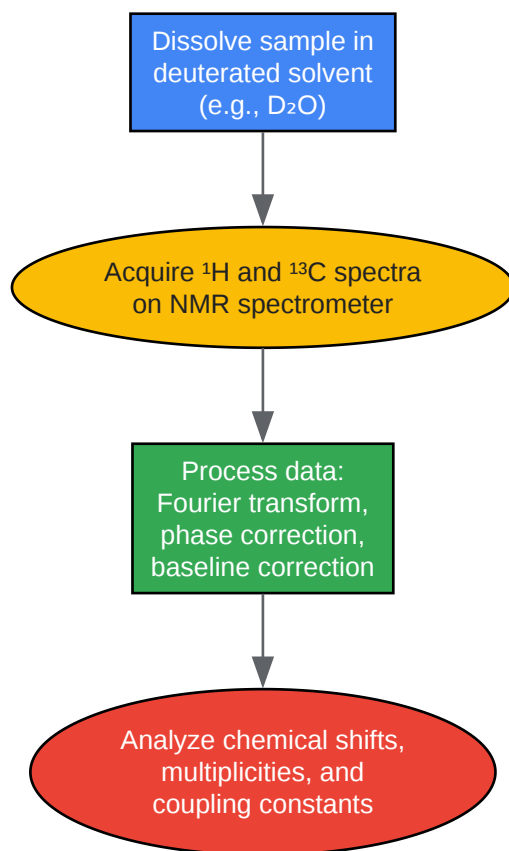 Dissolve sample in
deuterated solvent
(e.g., D₂O)
Acquire ¹H and ¹³C spectra
on NMR spectrometer
Process data:
Fourier transform,
phase correction,
baseline correction
Analyze chemical shifts,
multiplicities, and
coupling constants